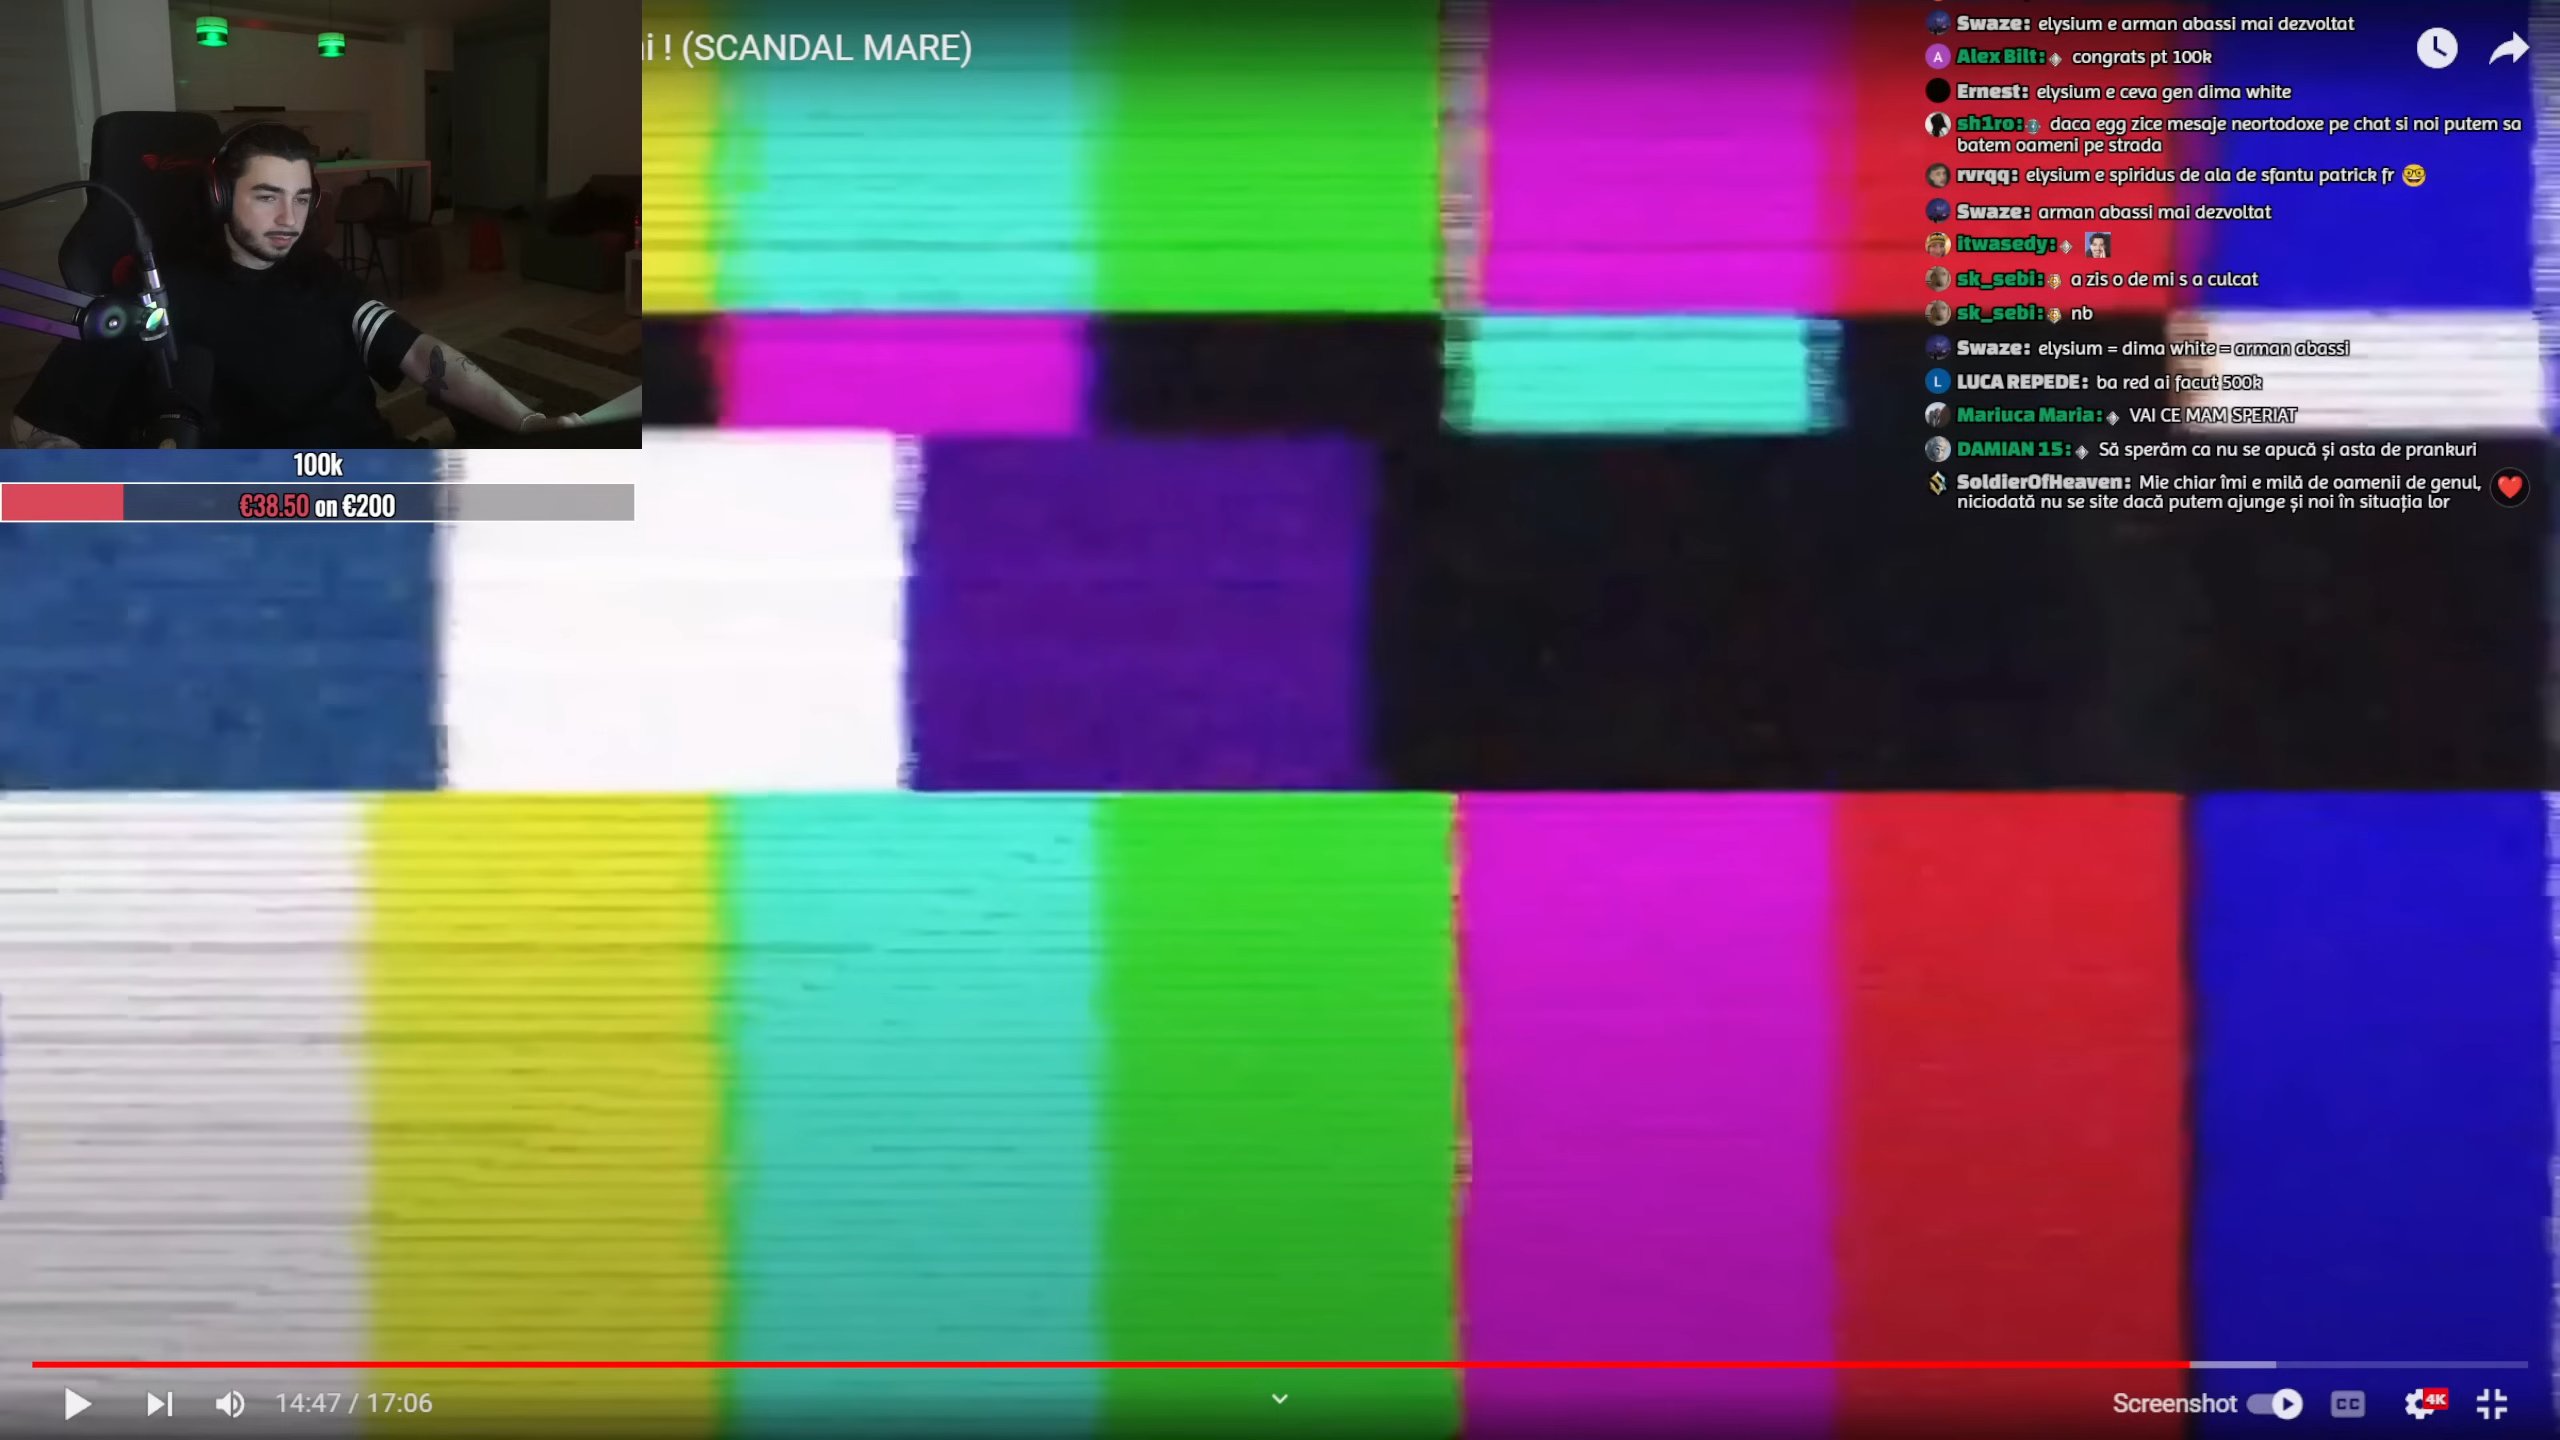 i ! (SCANDAL MARE)
Swaze: elysium e arman abassi mai dezvoltat
A Alex Bilt: congrats pt 100k
Ernest: elysium e ceva gen dima white
sh1ro: daca egg zice mesaje neortodoxe pe chat si noi putem sa
batem oameni pe strada
rvrqq: elysium e spiridus de ala de sfantu patrick fr 🤓
Swaze: arman abassi mai dezvoltat
itwasedy:
sk_sebi: a zis o de mi s a culcat
sk_sebi: nb
Swaze: elysium = dima white = arman abassi
L LUCA REPEDE: ba red ai facut 500k
Mariuca Maria: VAI CE MAM SPERIAT
DAMIAN 15: Să sperăm ca nu se apucă și asta de prankuri
SoldierOfHeaven: Mie chiar îmi e milă de oamenii de genul,
niciodată nu se site dacă putem ajunge și noi în situația lor
100k
€38.50 on €200
14:47 / 17:06
Screenshot
CC
4K